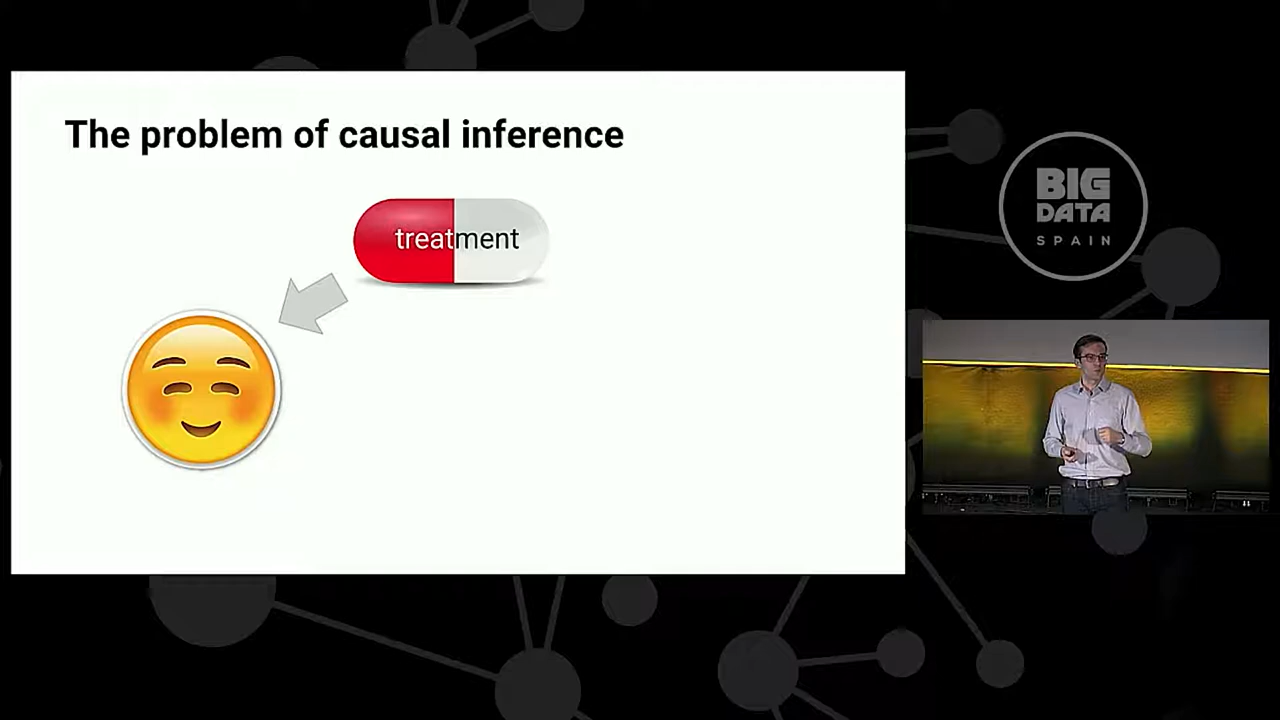 The problem of causal inference
treatment
BIG
DATA
SPAIN